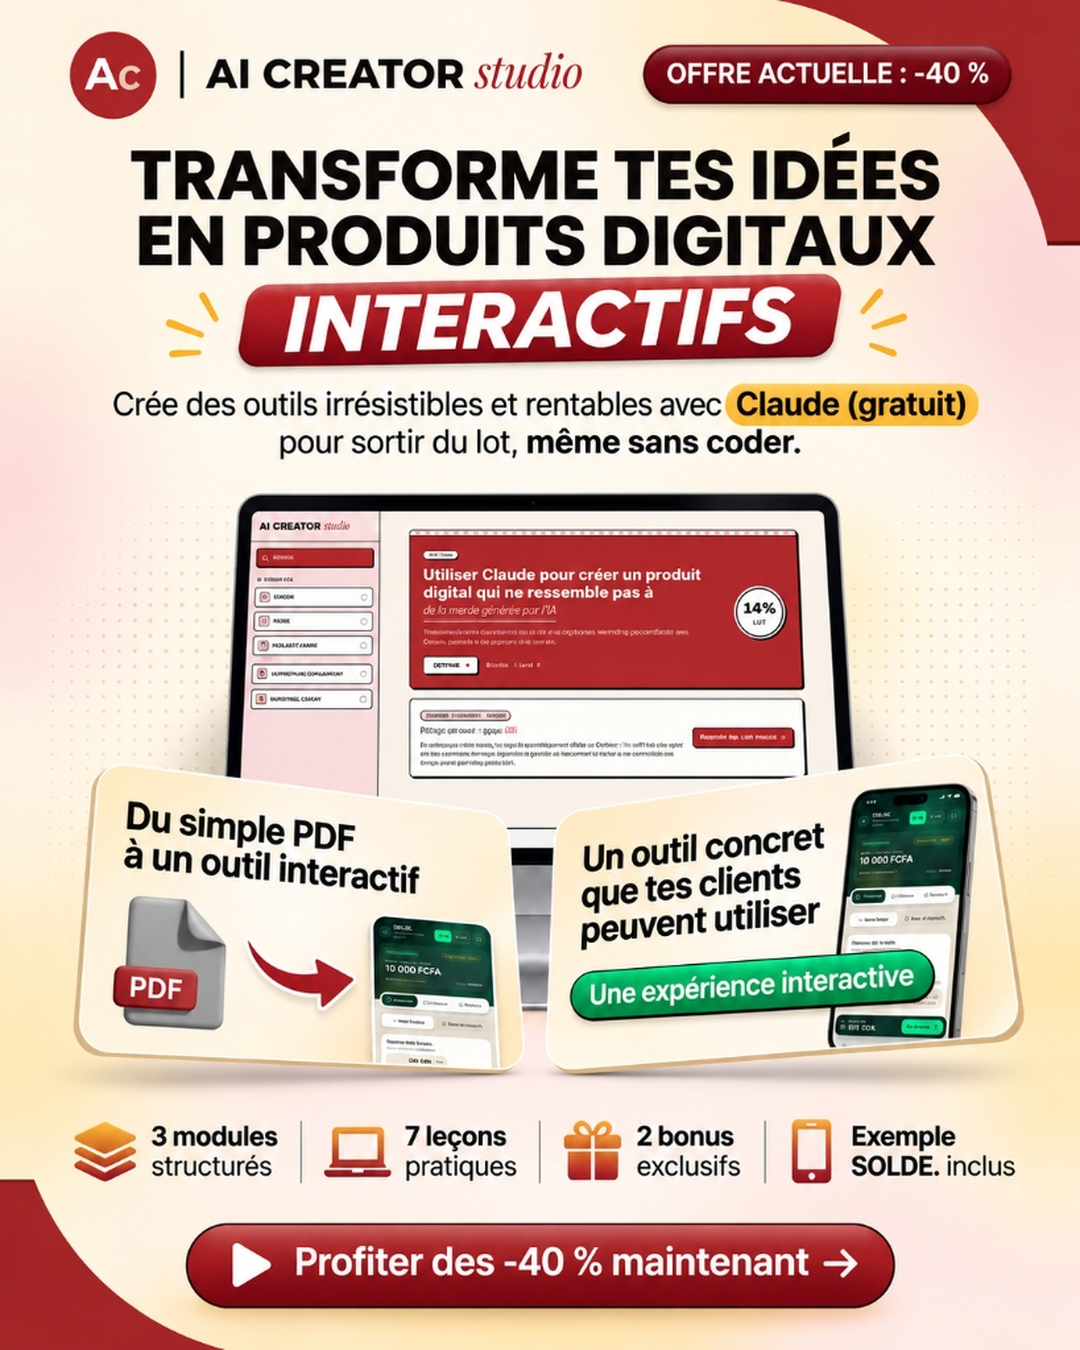 Ac
AI CREATOR studio
OFFRE ACTUELLE : -40 %
TRANSFORME TES IDÉES
EN PRODUITS DIGITAUX
INTERACTIFS
Crée des outils irrésistibles et rentables avec Claude (gratuit)
pour sortir du lot, même sans coder.
AI CREATOR studio
Utiliser Claude pour créer un produit
digital qui ne ressemble pas à
de la merde générée par l'IA
14%
LUT
Du simple PDF
à un outil interactif
PDF
10 000 FCFA
Un outil concret
que tes clients
peuvent utiliser
Une expérience interactive
10 000 FCFA
3 modules
structurés
7 leçons
pratiques
2 bonus
exclusifs
Exemple
SOLDE. inclus
Profiter des -40 % maintenant →